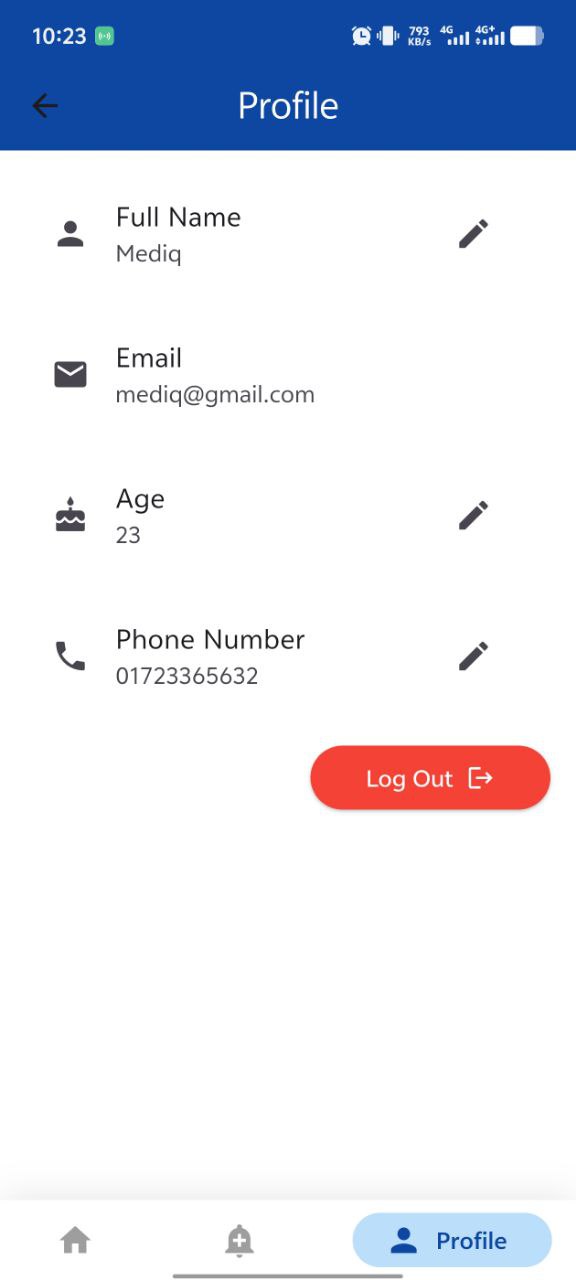 10:23
793
KB/s
4G
4G+
Profile
Full Name
Mediq
Email
mediq@gmail.com
Age
23
Phone Number
01723365632
Log Out
Profile